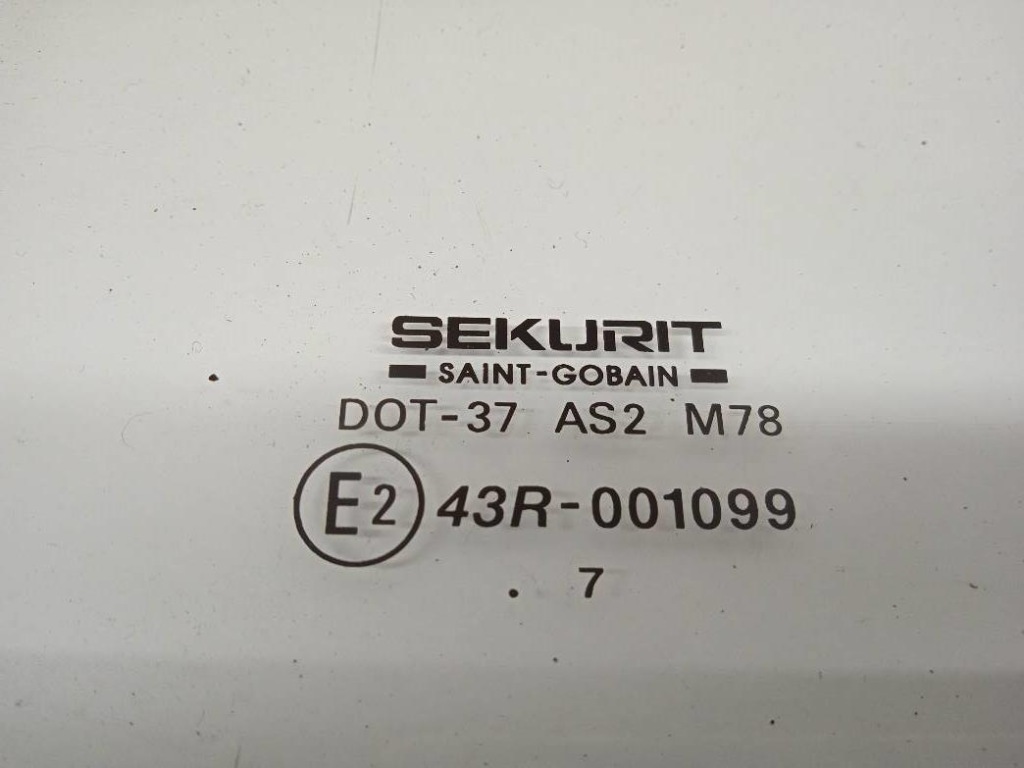 SEKURIT
SAINT-GOBAIN
DOT-37 AS2 M78
E2 43R-001099
. 7